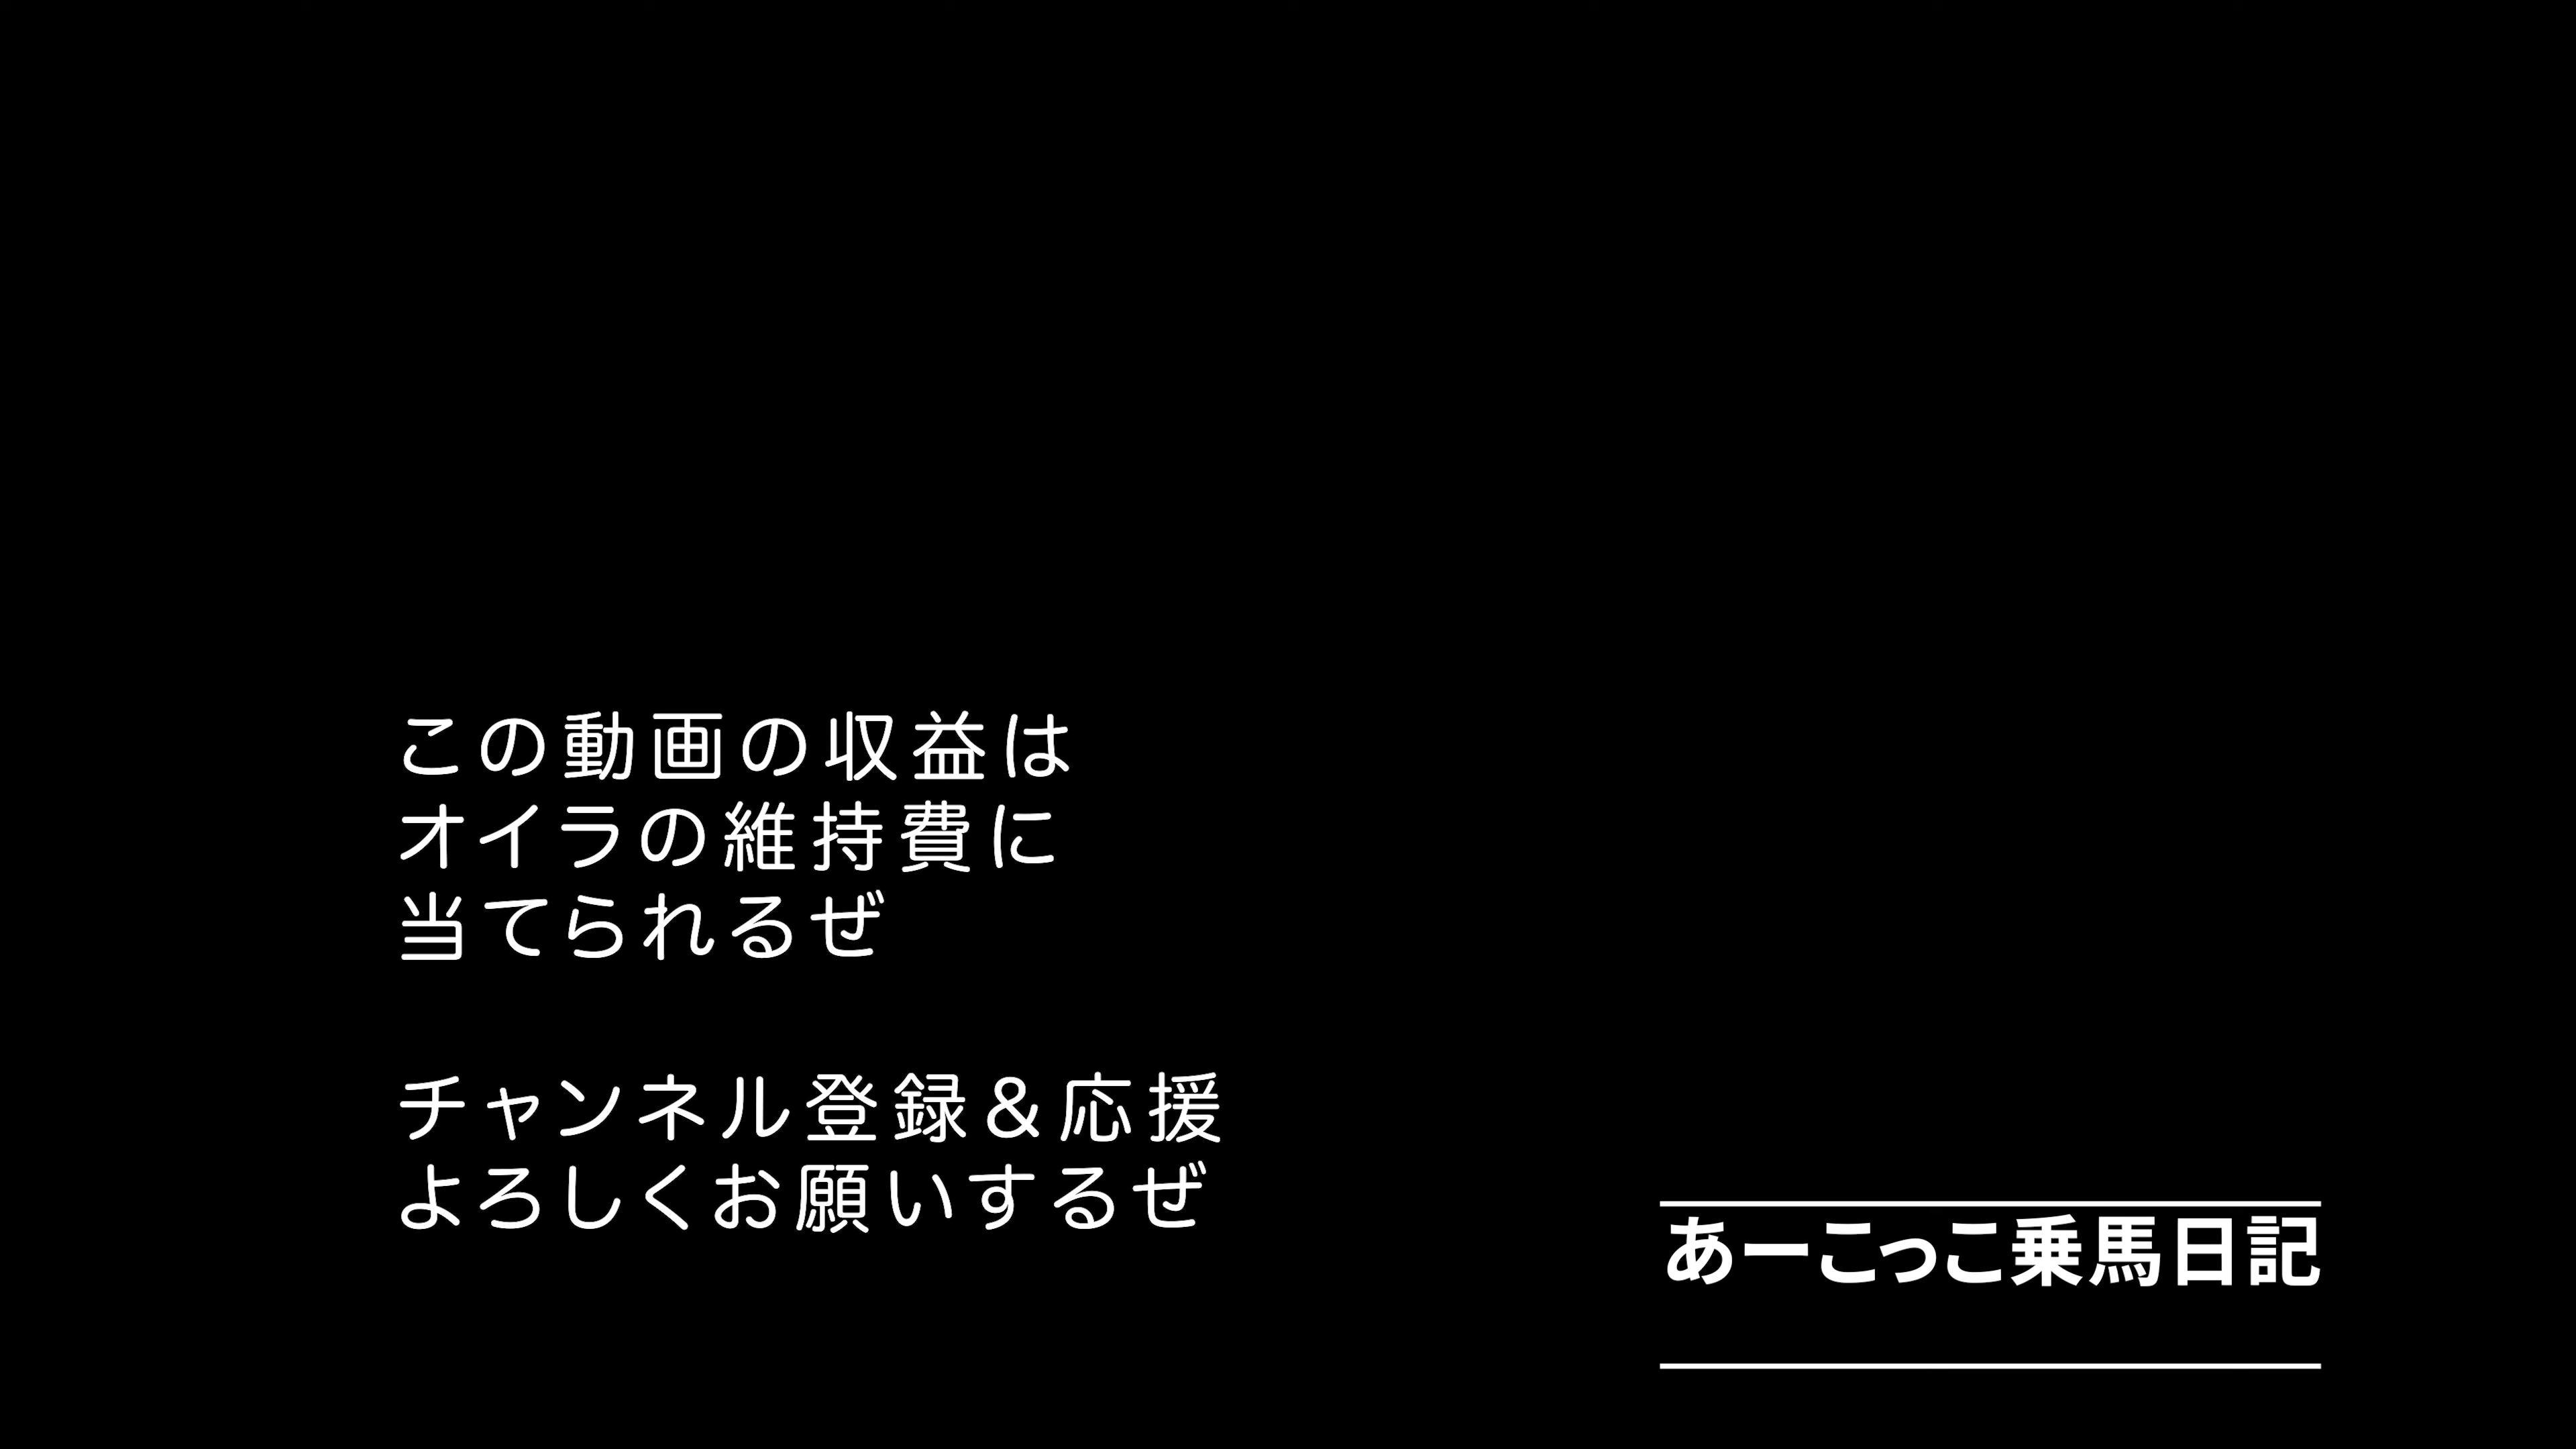 この動画の収益は
オイラの維持費に
当てられるぜ
チャンネル登録＆応援
よろしくお願いするぜ
あーこっこ乗馬日記